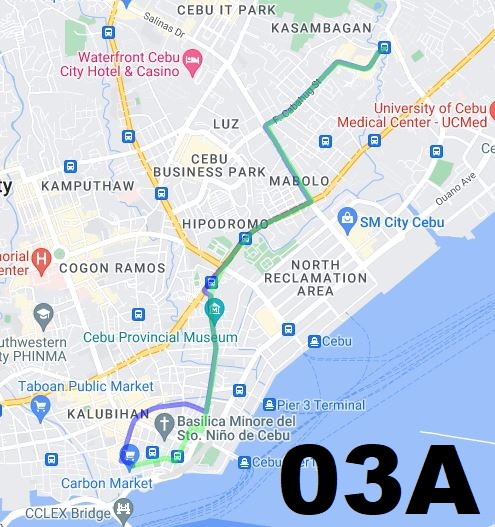 CEBU IT PARK
Salinas Dr
KASAMBAGAN
Waterfront Cebu
City Hotel & Casino
F. Cabahug St
University of Cebu
Medical Center - UCMed
LUZ
CEBU
BUSINESS PARK
MABOLO
Ouano Ave
ty
KAMPUTHAW
HIPODROMO
SM City Cebu
orial
Center
COGON RAMOS
NORTH
RECLAMATION
AREA
uthwestern
ty PHINMA
Cebu Provincial Museum
Cebu
Taboan Public Market
KALUBIHAN
Pier 3 Terminal
Basilica Minore del
Sto. Niño de Cebu
Carbon Market
CCLEX Bridge
03A